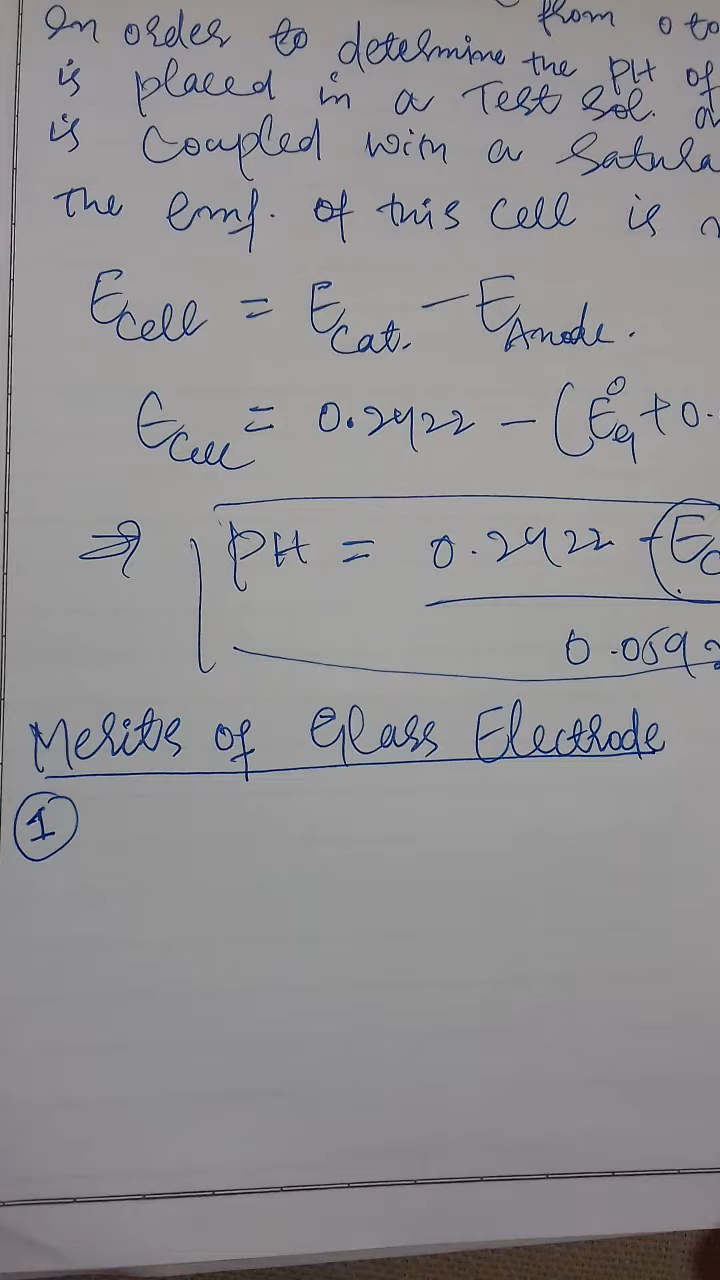 from 0 to
In order to determine the PH of
is placed in a Test Sol.
is Coupled with a Satura
the emf. of this cell is
Ecell = ECat. - EAnode.
Ecell = 0.2422 - (E°g + 0.
⇒ PH = 0.2422 - EC
0.0592
Merits of Glass Electrode
1